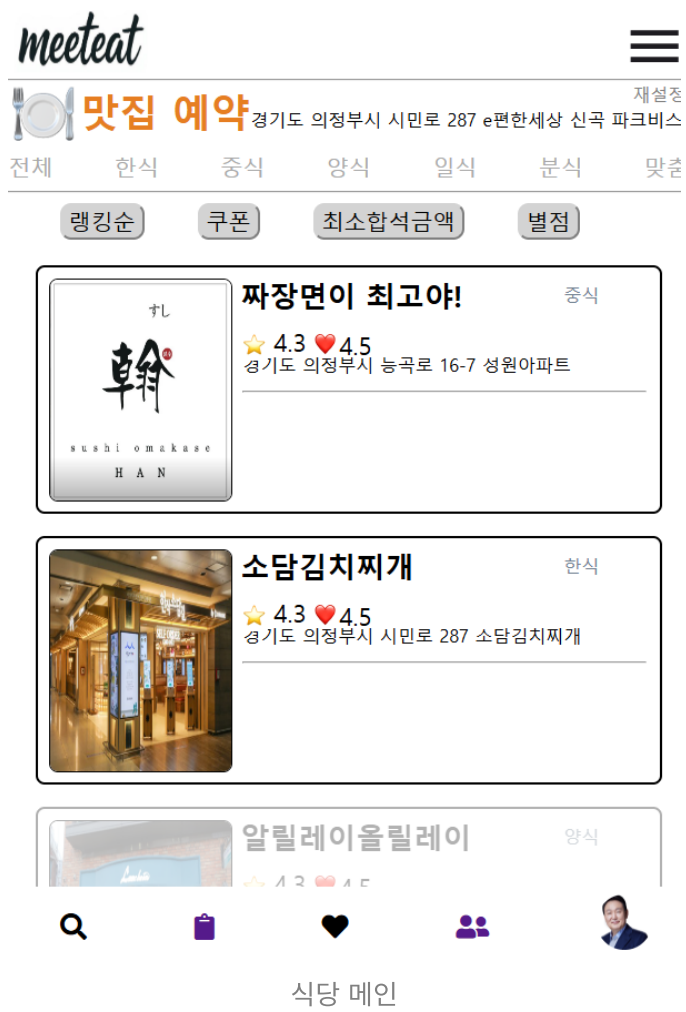 meeteat
재설정
맛집 예약
경기도 의정부시 시민로 287 e편한세상 신곡 파크비스
전체 한식 중식 양식 일식 분식 맞춤
랭킹순 쿠폰 최소합석금액 별점
짜장면이 최고야!
중식
4.3 4.5
경기도 의정부시 능곡로 16-7 성원아파트
すし
翰
sushi omakase
HAN
소담김치찌개
한식
4.3 4.5
경기도 의정부시 시민로 287 소담김치찌개
알릴레이올릴레이
양식
4.3 4.5
식당 메인